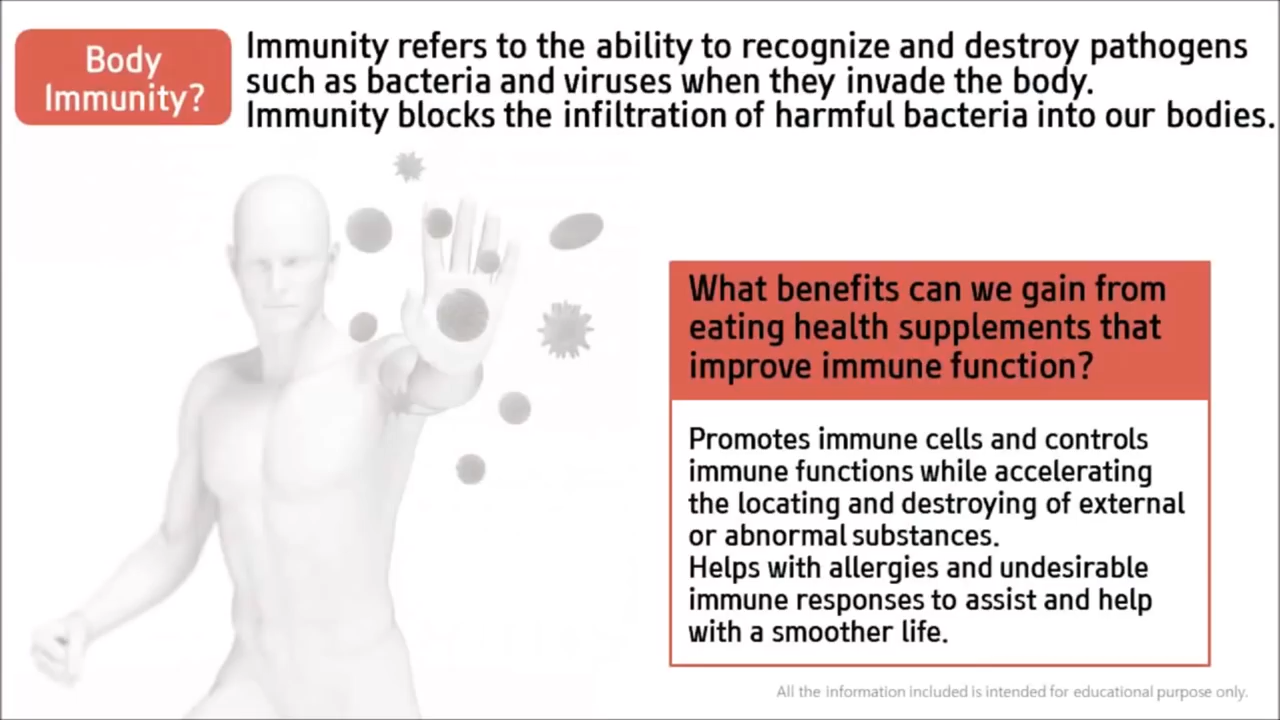 Body
Immunity?
Immunity refers to the ability to recognize and destroy pathogens
such as bacteria and viruses when they invade the body.
Immunity blocks the infiltration of harmful bacteria into our bodies.
What benefits can we gain from
eating health supplements that
improve immune function?
Promotes immune cells and controls
immune functions while accelerating
the locating and destroying of external
or abnormal substances.
Helps with allergies and undesirable
immune responses to assist and help
with a smoother life.
All the information included is intended for educational purpose only.